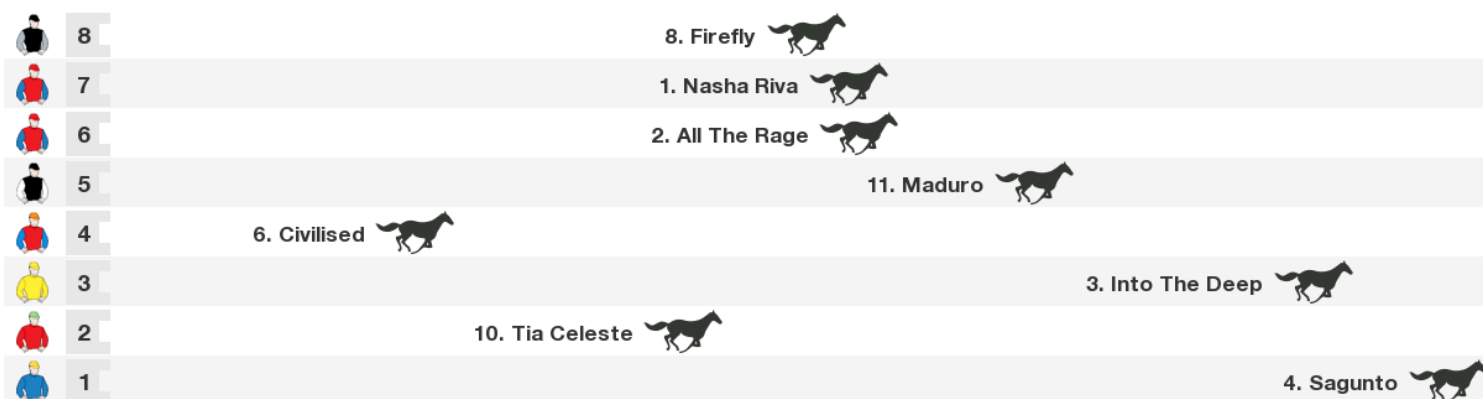 8 8. Firefly
7 1. Nasha Riva
6 2. All The Rage
5 11. Maduro
4 6. Civilised
3 3. Into The Deep
2 10. Tia Celeste
1 4. Sagunto